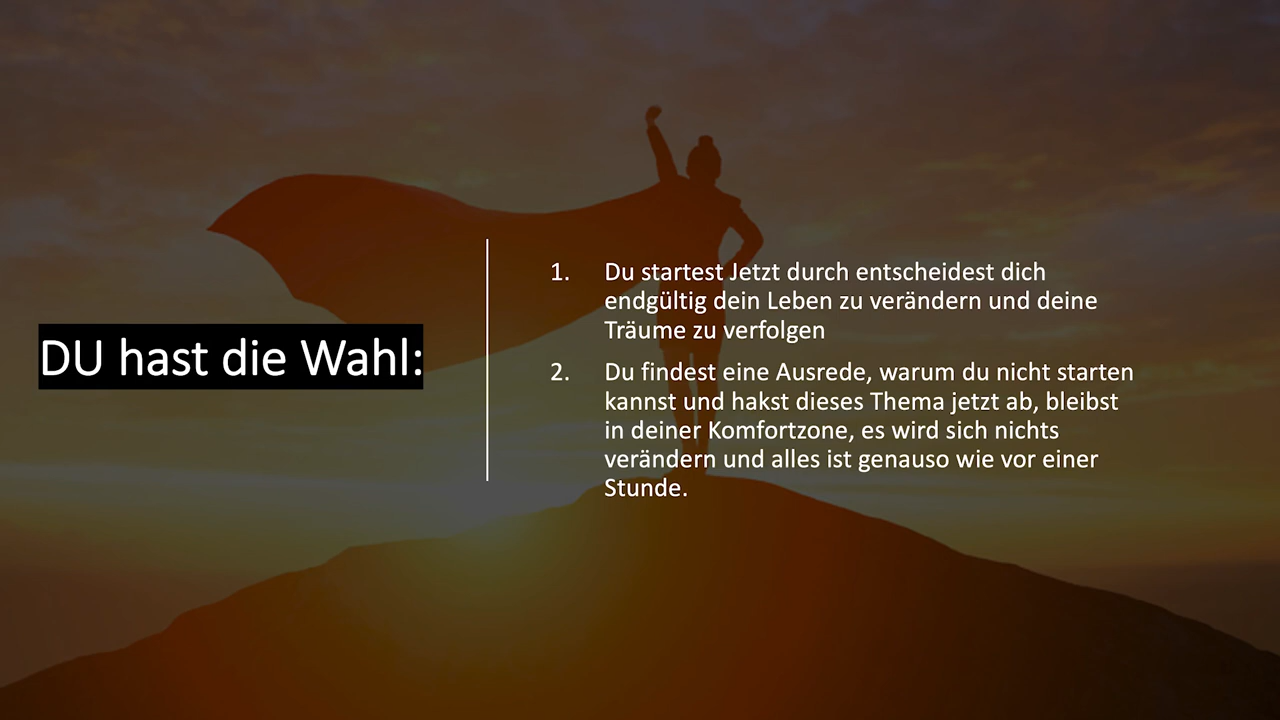 DU hast die Wahl:
1. Du startest Jetzt durch entscheidest dich
endgültig dein Leben zu verändern und deine
Träume zu verfolgen
2. Du findest eine Ausrede, warum du nicht starten
kannst und hakst dieses Thema jetzt ab, bleibst
in deiner Komfortzone, es wird sich nichts
verändern und alles ist genauso wie vor einer
Stunde.